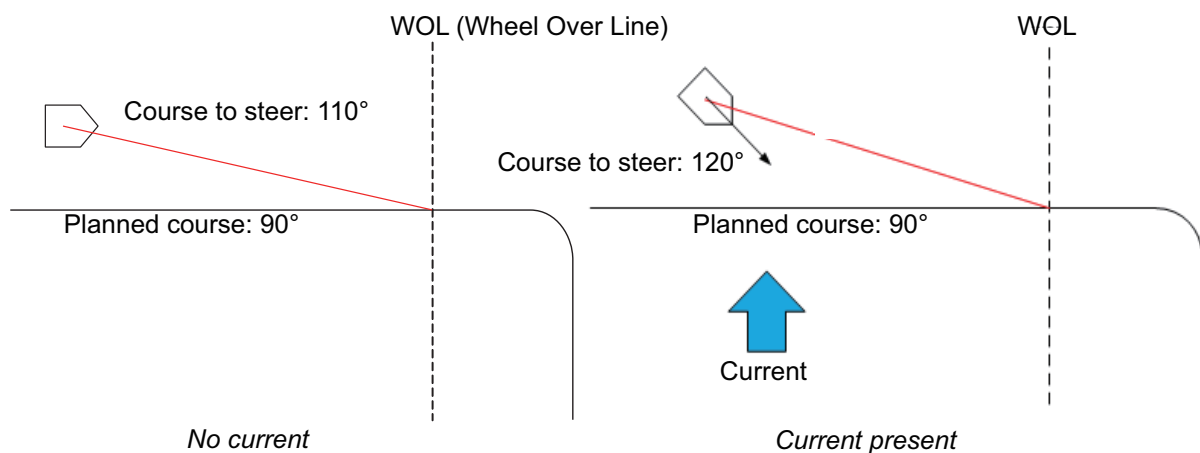 WOL (Wheel Over Line)
Course to steer: 110°
Planned course: 90°
No current
WOL
Course to steer: 120°
Planned course: 90°
Current
Current present